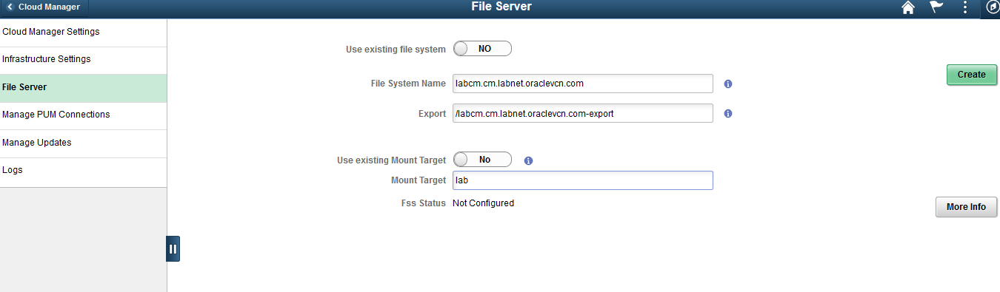 Cloud Manager
File Server
Cloud Manager Settings
Infrastructure Settings
File Server
Manage PUM Connections
Manage Updates
Logs
Use existing file system NO
File System Name labcm.cm.labnet.oraclevcn.com
Export /labcm.cm.labnet.oraclevcn.com-export
Use existing Mount Target No
Mount Target lab
Fss Status Not Configured
Create
More Info